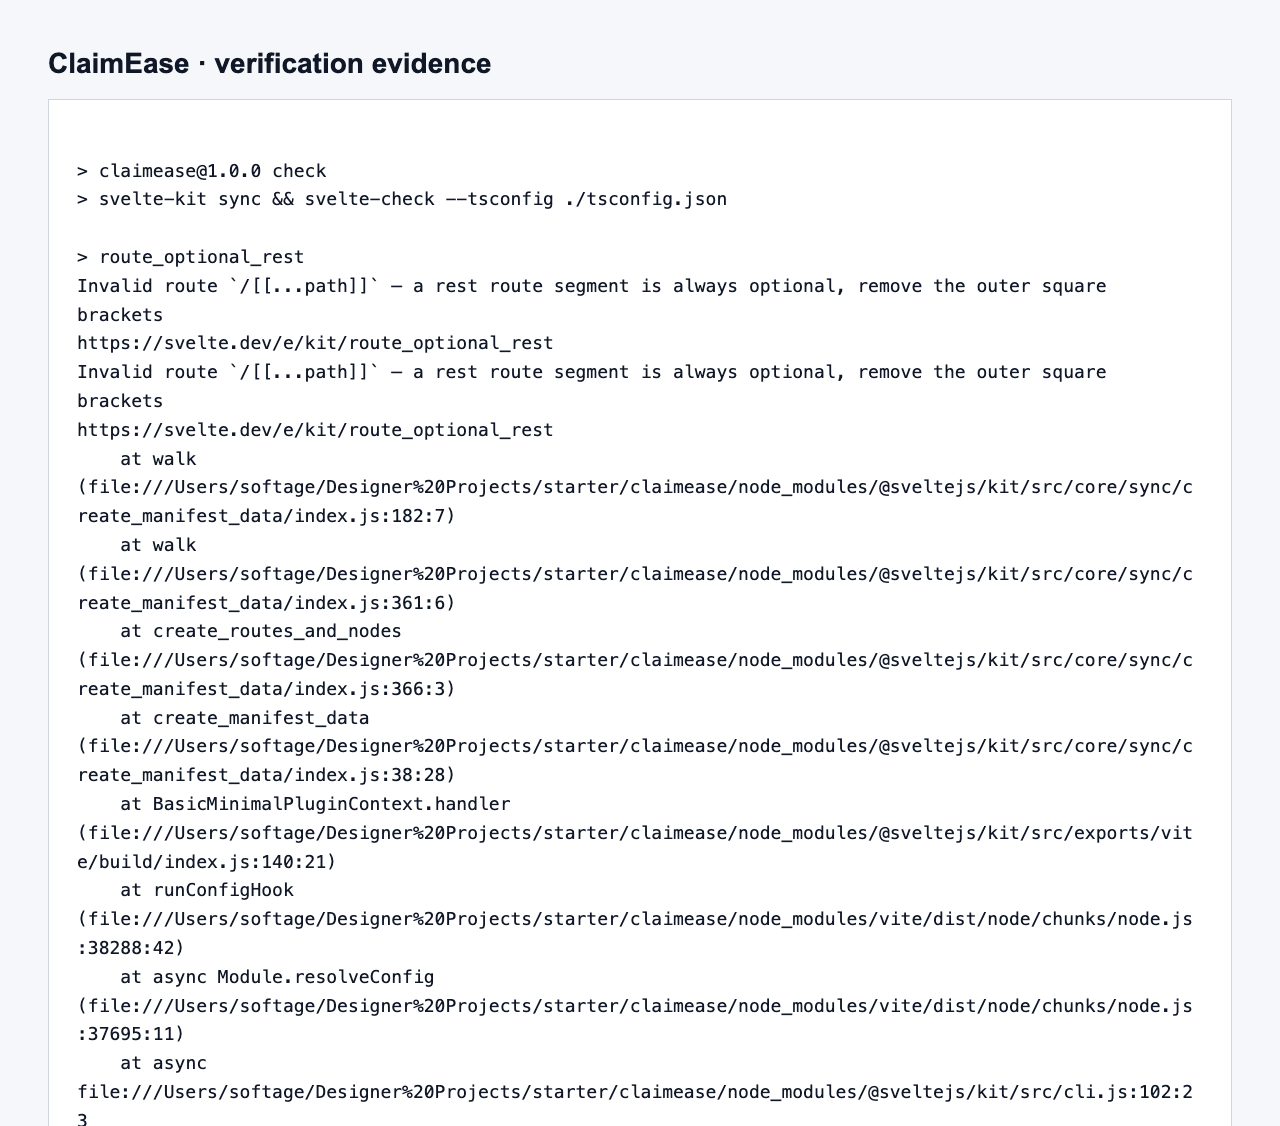 ClaimEase · verification evidence
> claimease@1.0.0 check
> svelte-kit sync && svelte-check --tsconfig ./tsconfig.json
> route_optional_rest
Invalid route `/[[...path]]` — a rest route segment is always optional, remove the outer square
brackets
https://svelte.dev/e/kit/route_optional_rest
Invalid route `/[[...path]]` — a rest route segment is always optional, remove the outer square
brackets
https://svelte.dev/e/kit/route_optional_rest
    at walk
(file:///Users/softage/Designer%20Projects/starter/claimease/node_modules/@sveltejs/kit/src/core/sync/c
reate_manifest_data/index.js:182:7)
    at walk
(file:///Users/softage/Designer%20Projects/starter/claimease/node_modules/@sveltejs/kit/src/core/sync/c
reate_manifest_data/index.js:361:6)
    at create_routes_and_nodes
(file:///Users/softage/Designer%20Projects/starter/claimease/node_modules/@sveltejs/kit/src/core/sync/c
reate_manifest_data/index.js:366:3)
    at create_manifest_data
(file:///Users/softage/Designer%20Projects/starter/claimease/node_modules/@sveltejs/kit/src/core/sync/c
reate_manifest_data/index.js:38:28)
    at BasicMinimalPluginContext.handler
(file:///Users/softage/Designer%20Projects/starter/claimease/node_modules/@sveltejs/kit/src/exports/vit
e/build/index.js:140:21)
    at runConfigHook
(file:///Users/softage/Designer%20Projects/starter/claimease/node_modules/vite/dist/node/chunks/node.js
:38288:42)
    at async Module.resolveConfig
(file:///Users/softage/Designer%20Projects/starter/claimease/node_modules/vite/dist/node/chunks/node.js
:37695:11)
    at async
file:///Users/softage/Designer%20Projects/starter/claimease/node_modules/@sveltejs/kit/src/cli.js:102:2
3